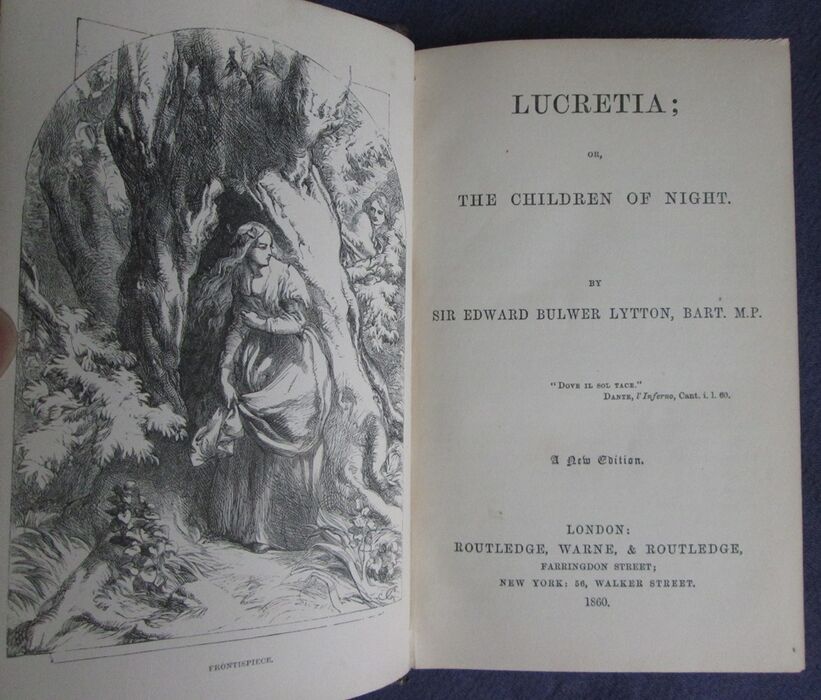 FRONTISPIECE.
LUCRETIA;
OR,
THE CHILDREN OF NIGHT.
BY
SIR EDWARD BULWER LYTTON, BART. M.P.
"DOVE IL SOL TACE."
DANTE, l'Inferno, Cant. i. l. 60.
A New Edition.
LONDON:
ROUTLEDGE, WARNE, & ROUTLEDGE,
FARRINGDON STREET;
NEW YORK: 56, WALKER STREET.
1860.